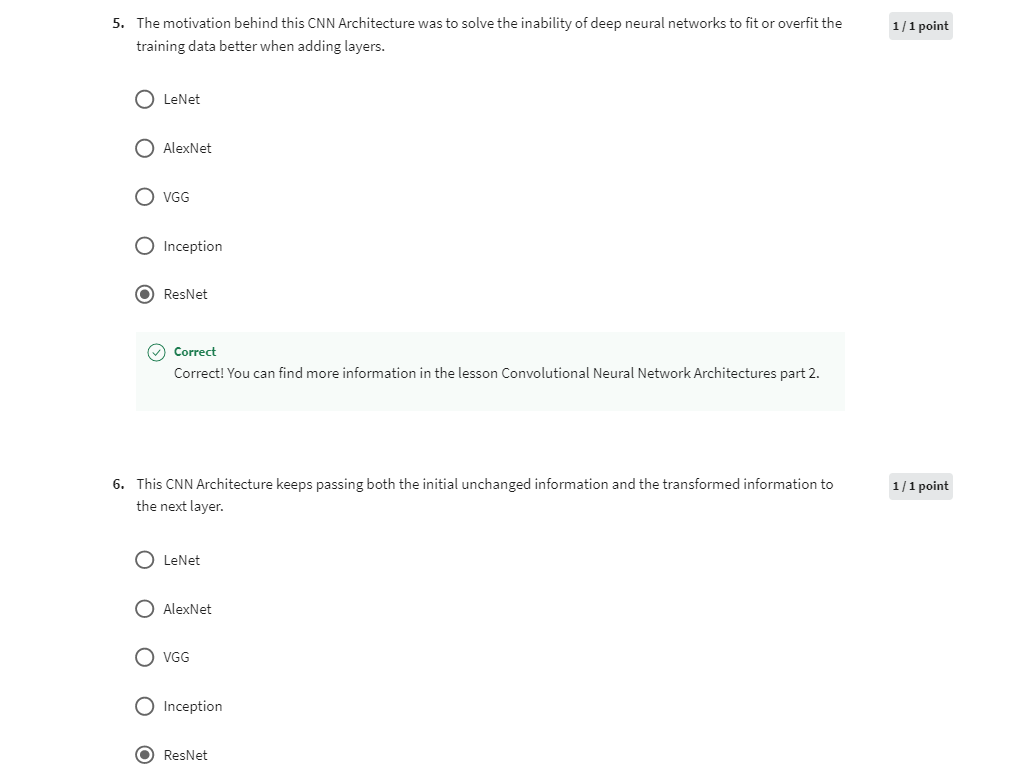 5. The motivation behind this CNN Architecture was to solve the inability of deep neural networks to fit or overfit the
training data better when adding layers.
1 / 1 point
LeNet
AlexNet
VGG
Inception
ResNet
Correct
Correct! You can find more information in the lesson Convolutional Neural Network Architectures part 2.
6. This CNN Architecture keeps passing both the initial unchanged information and the transformed information to
the next layer.
1 / 1 point
LeNet
AlexNet
VGG
Inception
ResNet